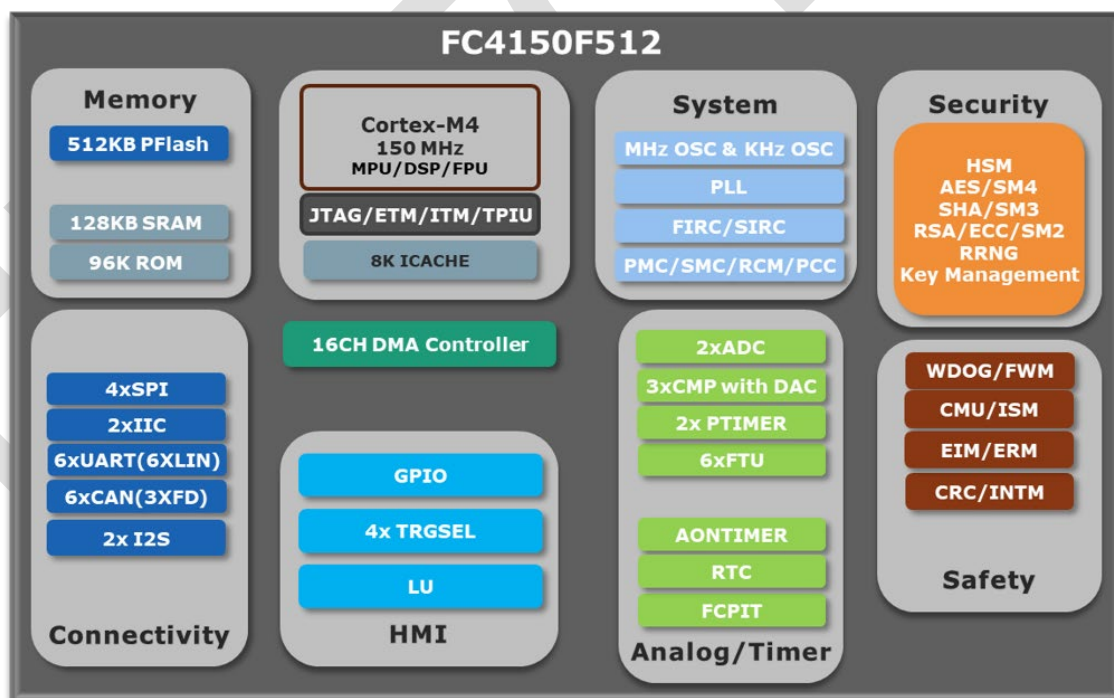 FC4150F512
Memory
512KB PFlash
128KB SRAM
96K ROM
Cortex-M4
150 MHz
MPU/DSP/FPU
JTAG/ETM/ITM/TPIU
8K ICACHE
System
MHz OSC & KHz OSC
PLL
FIRC/SIRC
PMC/SMC/RCM/PCC
Security
HSM
AES/SM4
SHA/SM3
RSA/ECC/SM2
RRNG
Key Management
16CH DMA Controller
4xSPI
2xIIC
6xUART(6XLIN)
6xCAN(3XFD)
2x I2S
Connectivity
GPIO
4x TRGSEL
LU
HMI
2xADC
3xCMP with DAC
2x PTIMER
6xFTU
AONTIMER
RTC
FCPIT
Analog/Timer
WDOG/FWM
CMU/ISM
EIM/ERM
CRC/INTM
Safety